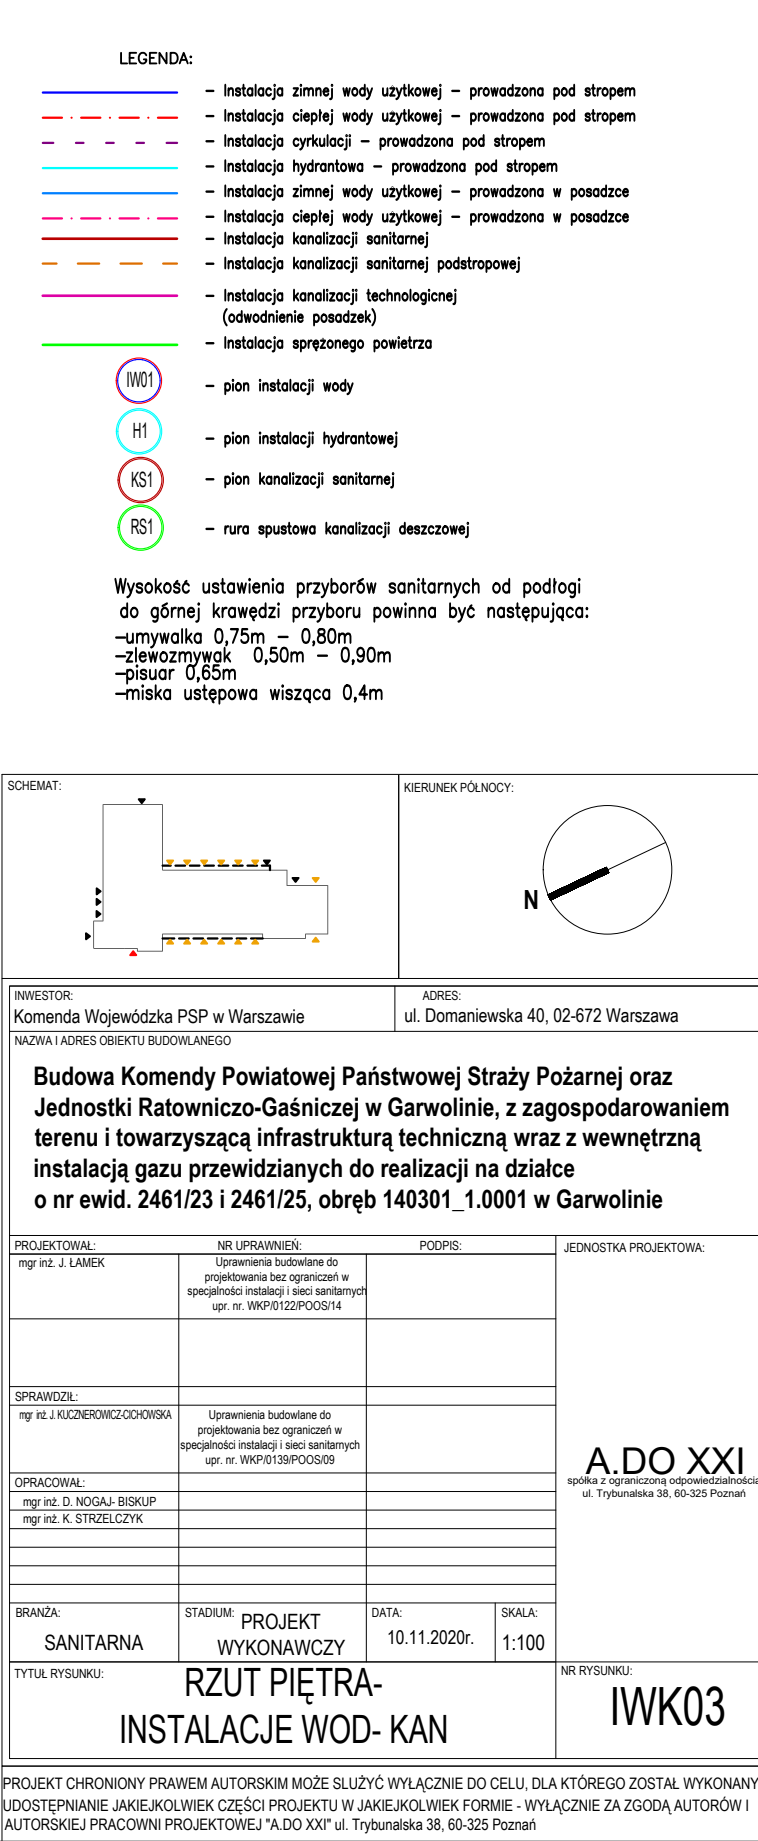 LEGENDA:
– Instalacja zimnej wody użytkowej – prowadzona pod stropem
– Instalacja ciepłej wody użytkowej – prowadzona pod stropem
– Instalacja cyrkulacji – prowadzona pod stropem
– Instalacja hydrantowa – prowadzona pod stropem
– Instalacja zimnej wody użytkowej – prowadzona w posadzce
– Instalacja ciepłej wody użytkowej – prowadzona w posadzce
– Instalacja kanalizacji sanitarnej
– Instalacja kanalizacji sanitarnej podstropowej
– Instalacja kanalizacji technologicnej
(odwodnienie posadzek)
– Instalacja sprężonego powietrza
IW01 – pion instalacji wody
H1 – pion instalacji hydrantowej
KS1 – pion kanalizacji sanitarnej
RS1 – rura spustowa kanalizacji deszczowej
Wysokość ustawienia przyborów sanitarnych od podłogi
do górnej krawędzi przyboru powinna być następująca:
–umywalka 0,75m – 0,80m
–zlewozmywak 0,50m – 0,90m
–pisuar 0,65m
–miska ustępowa wisząca 0,4m
SCHEMAT:
KIERUNEK PÓŁNOCY:
N
INWESTOR:
Komenda Wojewódzka PSP w Warszawie
ADRES:
ul. Domaniewska 40, 02-672 Warszawa
NAZWA I ADRES OBIEKTU BUDOWLANEGO
Budowa Komendy Powiatowej Państwowej Straży Pożarnej oraz
Jednostki Ratowniczo-Gaśniczej w Garwolinie, z zagospodarowaniem
terenu i towarzyszącą infrastrukturą techniczną wraz z wewnętrzną
instalacją gazu przewidzianych do realizacji na działce
o nr ewid. 2461/23 i 2461/25, obręb 140301_1.0001 w Garwolinie
PROJEKTOWAŁ: NR UPRAWNIEŃ: PODPIS:
mgr inż. J. ŁAMEK
Uprawnienia budowlane do
projektowania bez ograniczeń w
specjalności instalacji i sieci sanitarnych
upr. nr. WKP/0122/POOS/14
SPRAWDZIŁ:
mgr inż. J. KUCZNEROWICZ-CICHOWSKA
Uprawnienia budowlane do
projektowania bez ograniczeń w
specjalności instalacji i sieci sanitarnych
upr. nr. WKP/0139/POOS/09
OPRACOWAŁ:
mgr inż. D. NOGAJ- BISKUP
mgr inż. K. STRZELCZYK
JEDNOSTKA PROJEKTOWA:
A.DO XXI
spółka z ograniczoną odpowiedzialnością
ul. Trybunalska 38, 60-325 Poznań
BRANŻA:
SANITARNA
STADIUM: PROJEKT
WYKONAWCZY
DATA:
10.11.2020r.
SKALA:
1:100
TYTUŁ RYSUNKU:
RZUT PIĘTRA-
INSTALACJE WOD- KAN
NR RYSUNKU:
IWK03
PROJEKT CHRONIONY PRAWEM AUTORSKIM MOŻE SLUŻYĆ WYŁĄCZNIE DO CELU, DLA KTÓREGO ZOSTAŁ WYKONANY
UDOSTĘPNIANIE JAKIEJKOLWIEK CZĘŚCI PROJEKTU W JAKIEJKOLWIEK FORMIE - WYŁĄCZNIE ZA ZGODĄ AUTORÓW I
AUTORSKIEJ PRACOWNI PROJEKTOWEJ "A.DO XXI" ul. Trybunalska 38, 60-325 Poznań